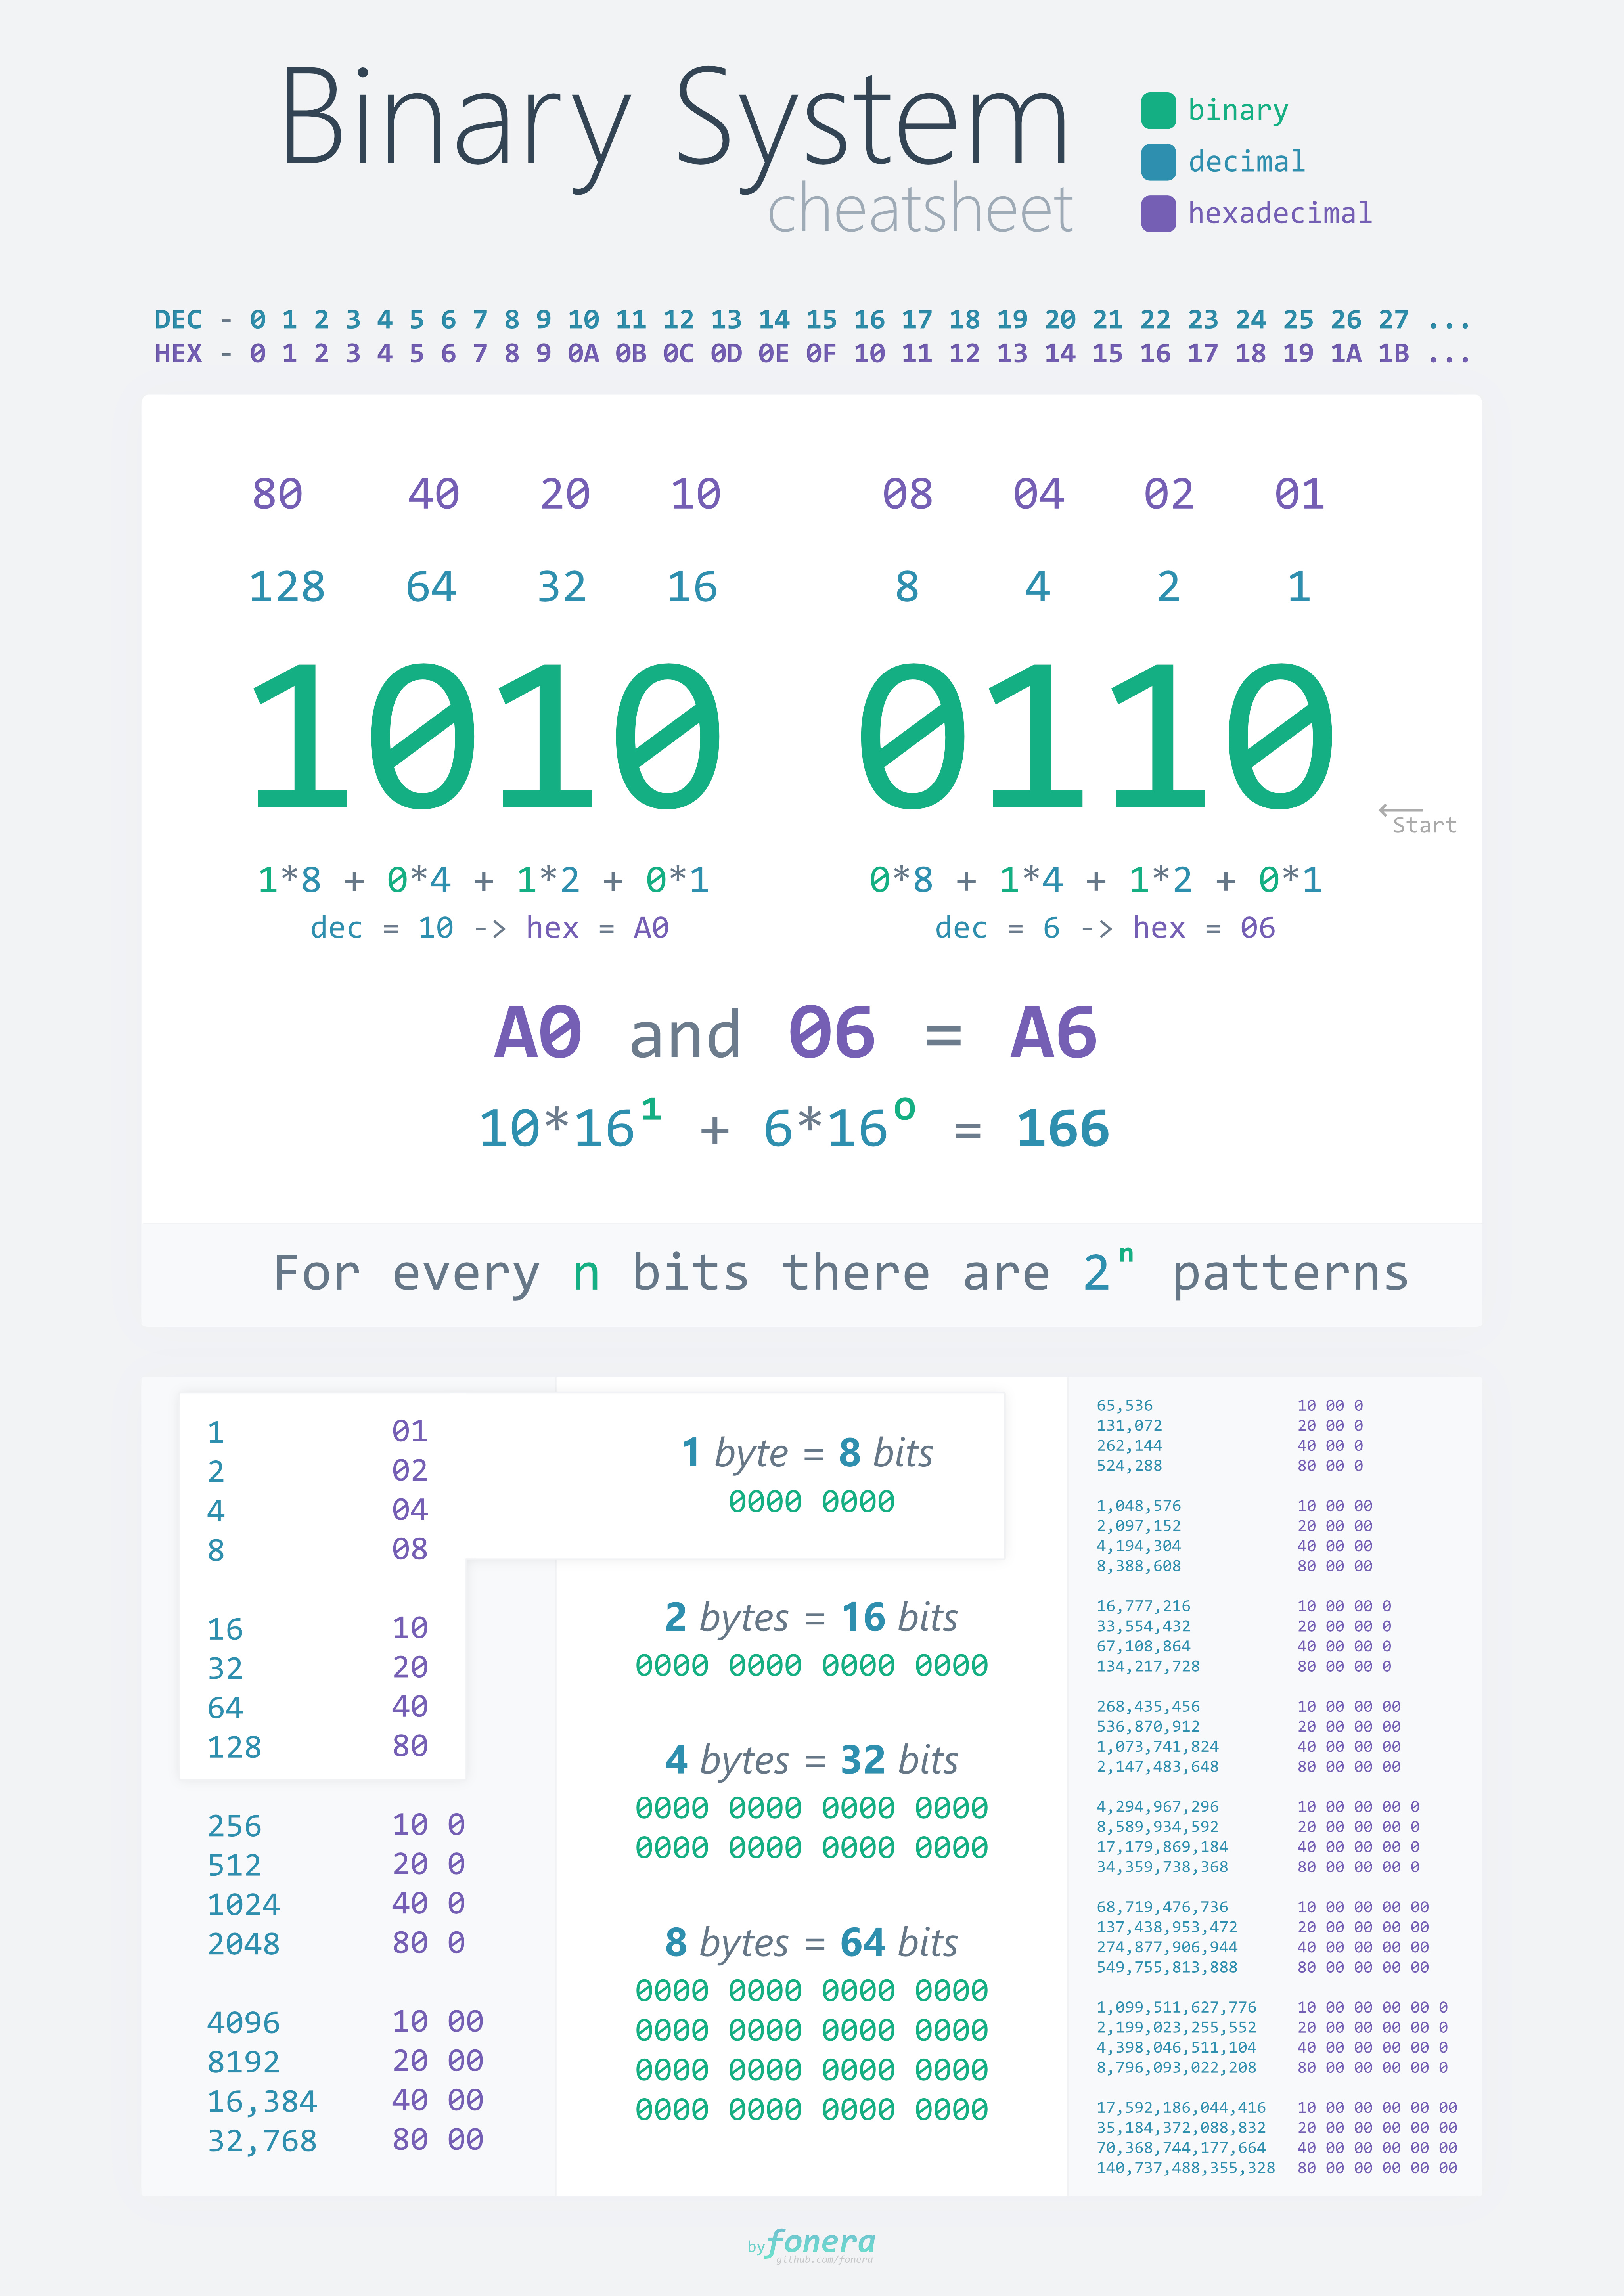 Binary System
cheatsheet
binary
decimal
hexadecimal
DEC - 0 1 2 3 4 5 6 7 8 9 10 11 12 13 14 15 16 17 18 19 20 21 22 23 24 25 26 27 ...
HEX - 0 1 2 3 4 5 6 7 8 9 0A 0B 0C 0D 0E 0F 10 11 12 13 14 15 16 17 18 19 1A 1B ...
80 40 20 10 08 04 02 01
128 64 32 16 8 4 2 1
1010 0110
← Start
1*8 + 0*4 + 1*2 + 0*1 0*8 + 1*4 + 1*2 + 0*1
dec = 10 -> hex = A0 dec = 6 -> hex = 06
A0 and 06 = A6
10*16¹ + 6*16⁰ = 166
For every n bits there are 2ⁿ patterns
1 01
2 02
4 04
8 08
16 10
32 20
64 40
128 80
256 10 0
512 20 0
1024 40 0
2048 80 0
4096 10 00
8192 20 00
16,384 40 00
32,768 80 00
1 byte = 8 bits
0000 0000
2 bytes = 16 bits
0000 0000 0000 0000
4 bytes = 32 bits
0000 0000 0000 0000
0000 0000 0000 0000
8 bytes = 64 bits
0000 0000 0000 0000
0000 0000 0000 0000
0000 0000 0000 0000
0000 0000 0000 0000
65,536 10 00 0
131,072 20 00 0
262,144 40 00 0
524,288 80 00 0
1,048,576 10 00 00
2,097,152 20 00 00
4,194,304 40 00 00
8,388,608 80 00 00
16,777,216 10 00 00 0
33,554,432 20 00 00 0
67,108,864 40 00 00 0
134,217,728 80 00 00 0
268,435,456 10 00 00 00
536,870,912 20 00 00 00
1,073,741,824 40 00 00 00
2,147,483,648 80 00 00 00
4,294,967,296 10 00 00 00 0
8,589,934,592 20 00 00 00 0
17,179,869,184 40 00 00 00 0
34,359,738,368 80 00 00 00 0
68,719,476,736 10 00 00 00 00
137,438,953,472 20 00 00 00 00
274,877,906,944 40 00 00 00 00
549,755,813,888 80 00 00 00 00
1,099,511,627,776 10 00 00 00 00 0
2,199,023,255,552 20 00 00 00 00 0
4,398,046,511,104 40 00 00 00 00 0
8,796,093,022,208 80 00 00 00 00 0
17,592,186,044,416 10 00 00 00 00 00
35,184,372,088,832 20 00 00 00 00 00
70,368,744,177,664 40 00 00 00 00 00
140,737,488,355,328 80 00 00 00 00 00
by fonera
github.com/fonera